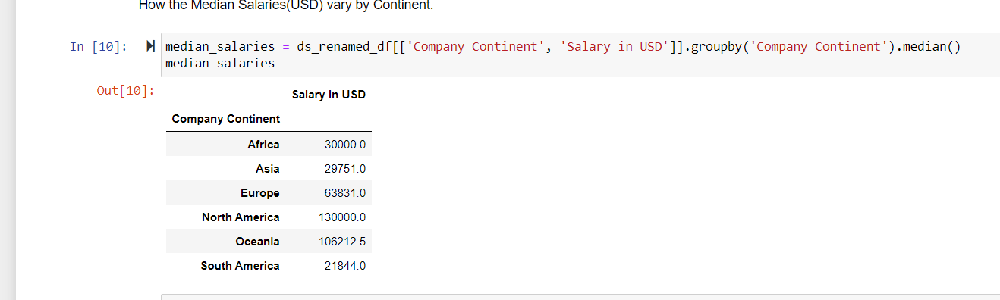 How the Median Salaries(USD) vary by Continent.
In [10]: median_salaries = ds_renamed_df[['Company Continent', 'Salary in USD']].groupby('Company Continent').median()
median_salaries
Out[10]:
Salary in USD
Company Continent
Africa 30000.0
Asia 29751.0
Europe 63831.0
North America 130000.0
Oceania 106212.5
South America 21844.0